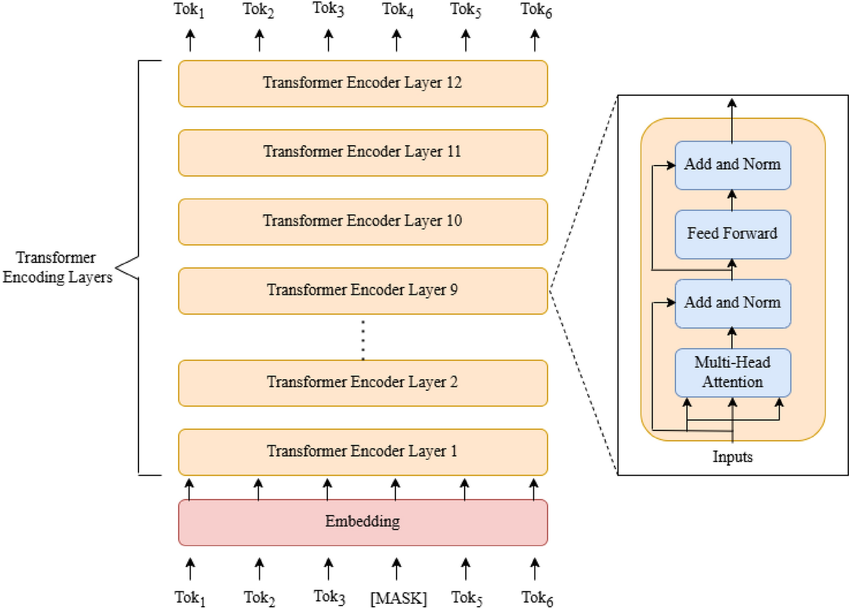 Tok1 Tok2 Tok3 Tok4 Tok5 Tok6
Transformer Encoder Layer 12
Transformer Encoder Layer 11
Transformer Encoder Layer 10
Transformer
Encoding Layers
Transformer Encoder Layer 9
Transformer Encoder Layer 2
Transformer Encoder Layer 1
Embedding
Tok1 Tok2 Tok3 [MASK] Tok5 Tok6
Add and Norm
Feed Forward
Add and Norm
Multi-Head
Attention
Inputs